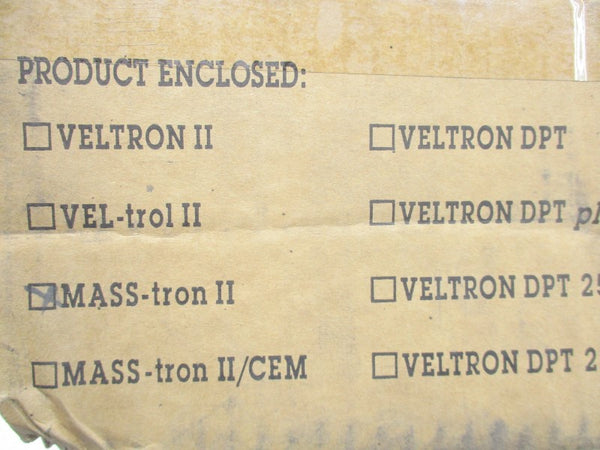 PRODUCT ENCLOSED:
VELTRON II
VELTRON DPT
VEL-trol II
VELTRON DPT
MASS-tron II
VELTRON DPT
MASS-tron II/CEM
VELTRON DPT